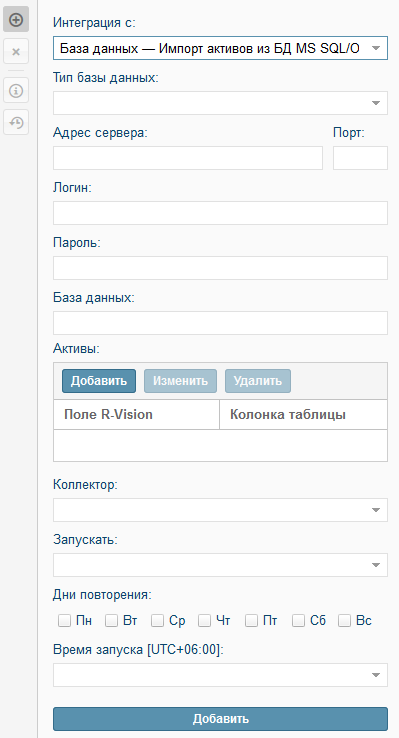 Интеграция с:
База данных — Импорт активов из БД MS SQL/O
Тип базы данных:
Адрес сервера: Порт:
Логин:
Пароль:
База данных:
Активы:
Добавить Изменить Удалить
Поле R-Vision Колонка таблицы
Коллектор:
Запускать:
Дни повторения:
Пн Вт Ср Чт Пт Сб Вс
Время запуска [UTC+06:00]:
Добавить